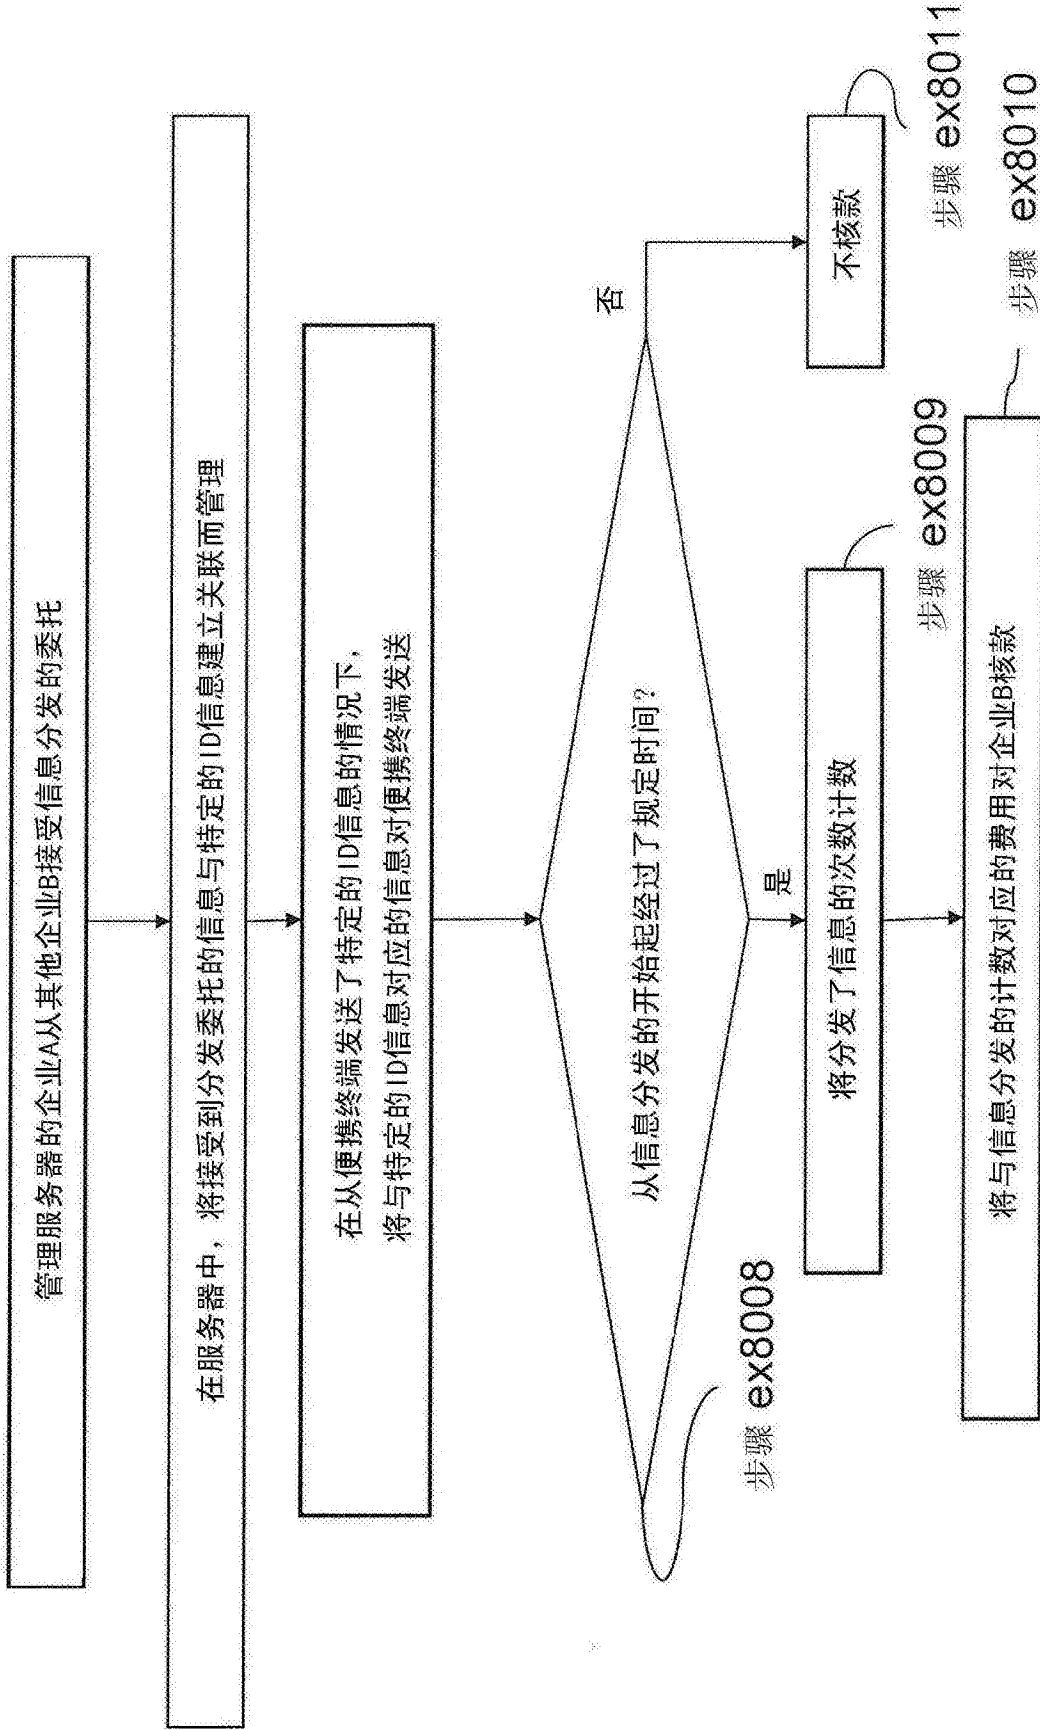 管理服务器的企业A从其他企业B接受信息分发的委托
在服务器中，将接受到分发委托的信息与特定的ID信息建立关联而管理
在从便携终端发送了特定的ID信息的情况下，
将与特定的ID信息对应的信息对便携终端发送
从信息分发的开始起经过了规定时间?
步骤 ex8008
否
是
不核款
步骤 ex8011
将分发了信息的次数计数
步骤 ex8009
将与信息分发的计数对应的费用对企业B核款
步骤 ex8010